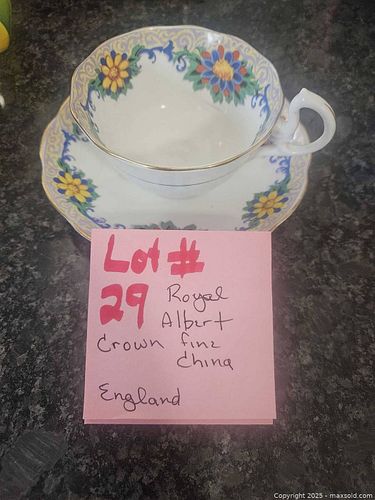 Lot #
29 Royal
Albert
Crown fine
China
England
Copyright 2025 - maxsold.com